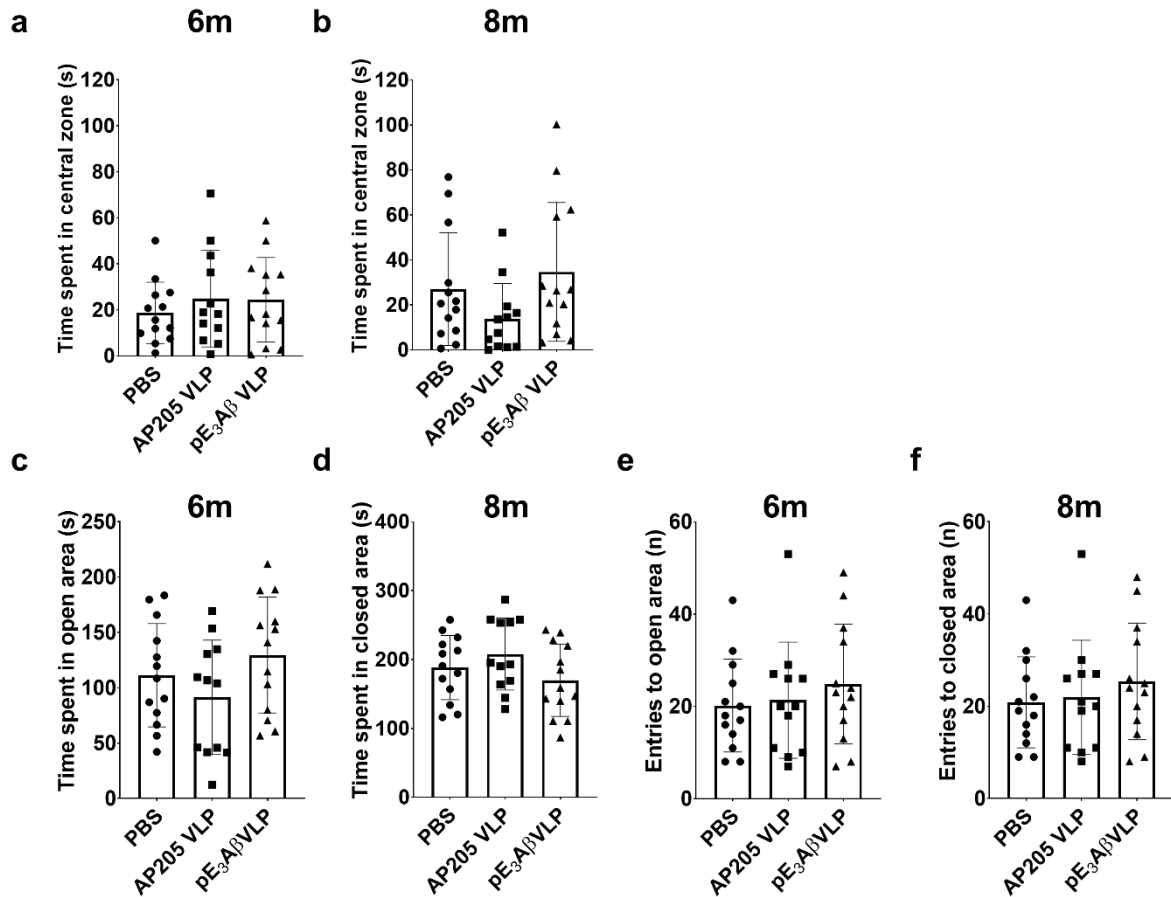 a
6m
Time spent in central zone (s)
120
100
80
60
40
20
0
PBS
AP205 VLP
pE₃Aβ VLP
b
8m
Time spent in central zone (s)
120
100
80
60
40
20
0
PBS
AP205 VLP
pE₃Aβ VLP
c
6m
Time spent in open area (s)
250
200
150
100
50
0
PBS
AP205 VLP
pE₃AβVLP
d
8m
Time spent in closed area (s)
400
300
200
100
0
PBS
AP205 VLP
pE₃AβVLP
e
6m
Entries to open area (n)
60
40
20
0
PBS
AP205 VLP
pE₃AβVLP
f
8m
Entries to closed area (n)
60
40
20
0
PBS
AP205 VLP
pE₃AβVLP